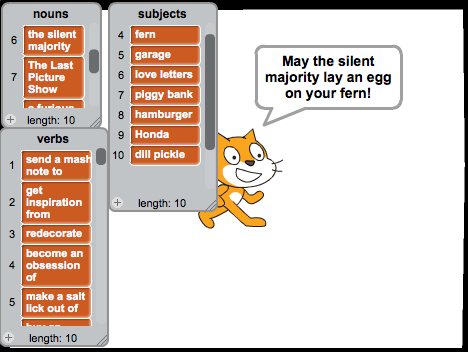 nouns
6 the silent
majority
7 The Last
Picture
Show
a furious
length: 10
subjects
4 fern
5 garage
6 love letters
7 piggy bank
8 hamburger
9 Honda
10 dill pickle
length: 10
verbs
1 send a mash
note to
2 get
inspiration
from
3 redecorate
4 become an
obsession
of
5 make a salt
lick out of
length: 10
May the silent
majority lay an egg
on your fern!